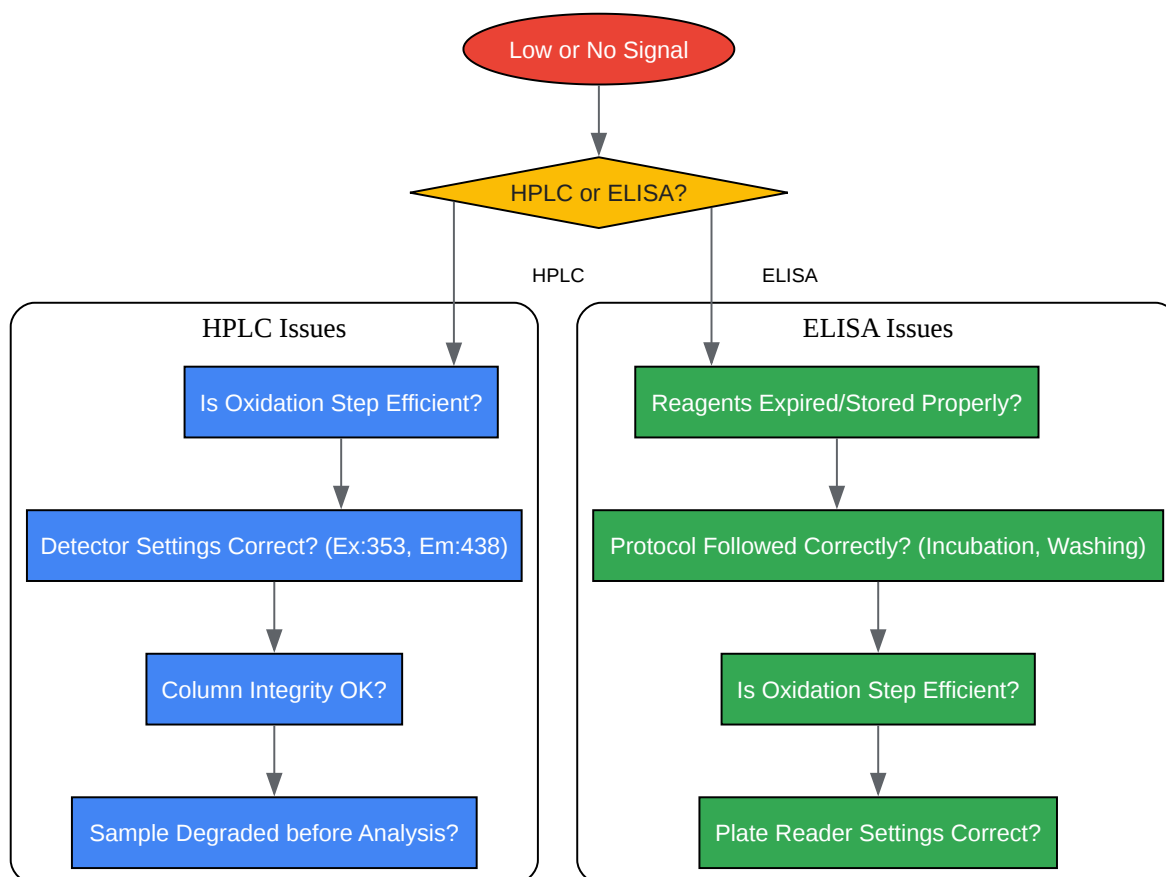 Low or No Signal
HPLC or ELISA?
HPLC
ELISA
HPLC Issues
Is Oxidation Step Efficient?
Detector Settings Correct? (Ex:353, Em:438)
Column Integrity OK?
Sample Degraded before Analysis?
ELISA Issues
Reagents Expired/Stored Properly?
Protocol Followed Correctly? (Incubation, Washing)
Is Oxidation Step Efficient?
Plate Reader Settings Correct?